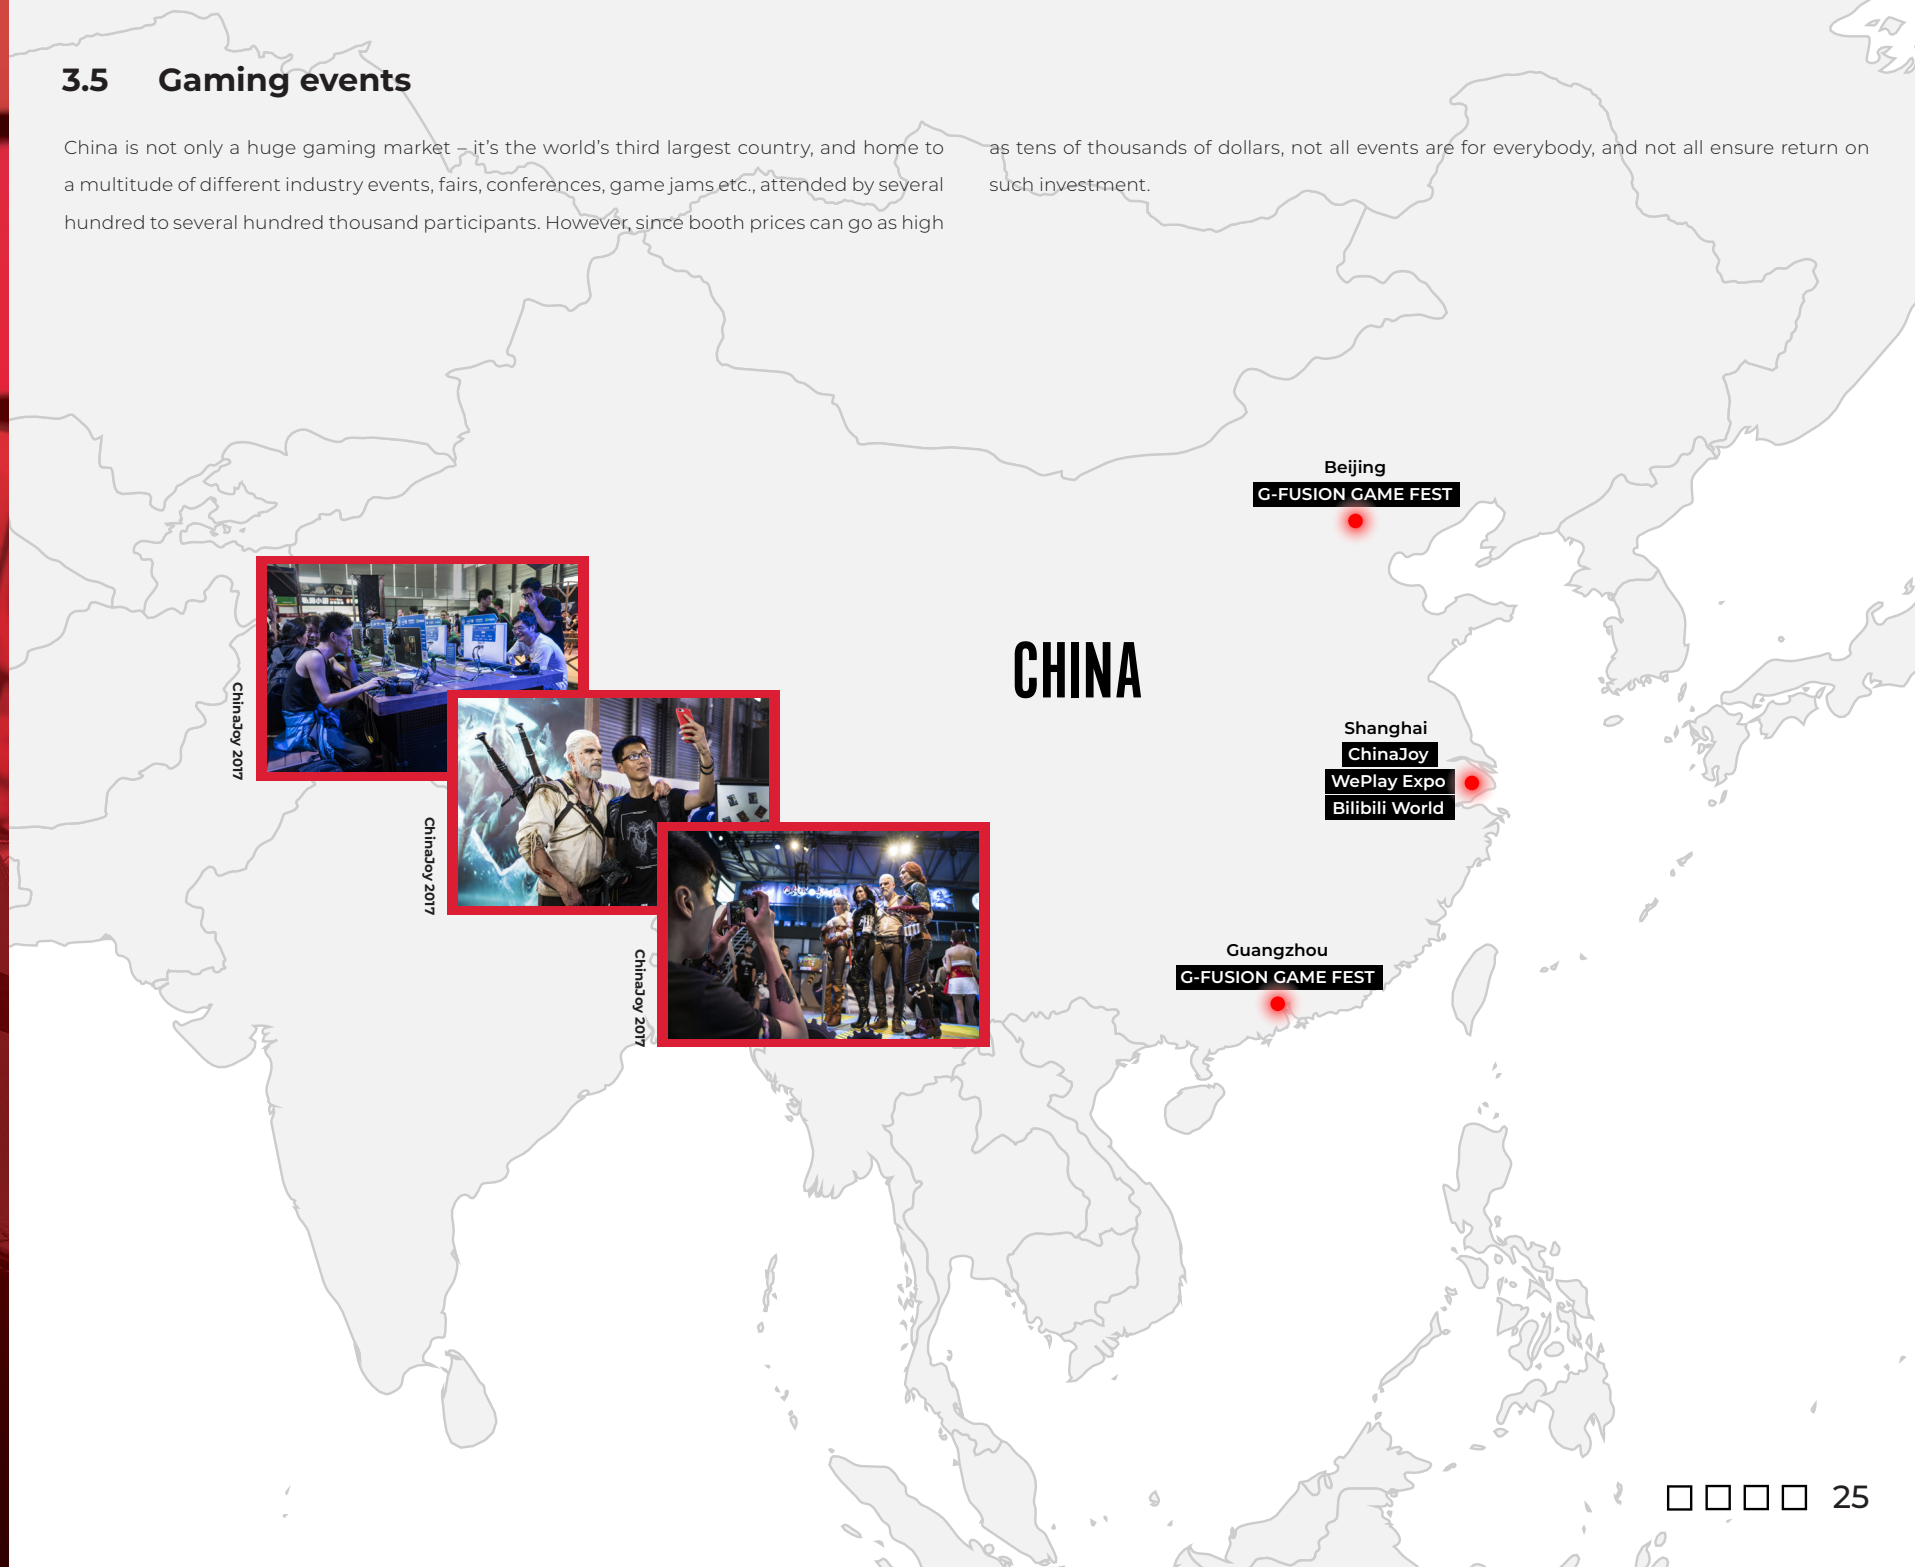 3.5 Gaming events
China is not only a huge gaming market – it's the world's third largest country, and home to
a multitude of different industry events, fairs, conferences, game jams etc., attended by several
hundred to several hundred thousand participants. However, since booth prices can go as high
as tens of thousands of dollars, not all events are for everybody, and not all ensure return on
such investment.
Beijing
G-FUSION GAME FEST
CHINA
Shanghai
ChinaJoy
WePlay Expo
Bilibili World
Guangzhou
G-FUSION GAME FEST
ChinaJoy 2017
ChinaJoy 2017
ChinaJoy 2017
25